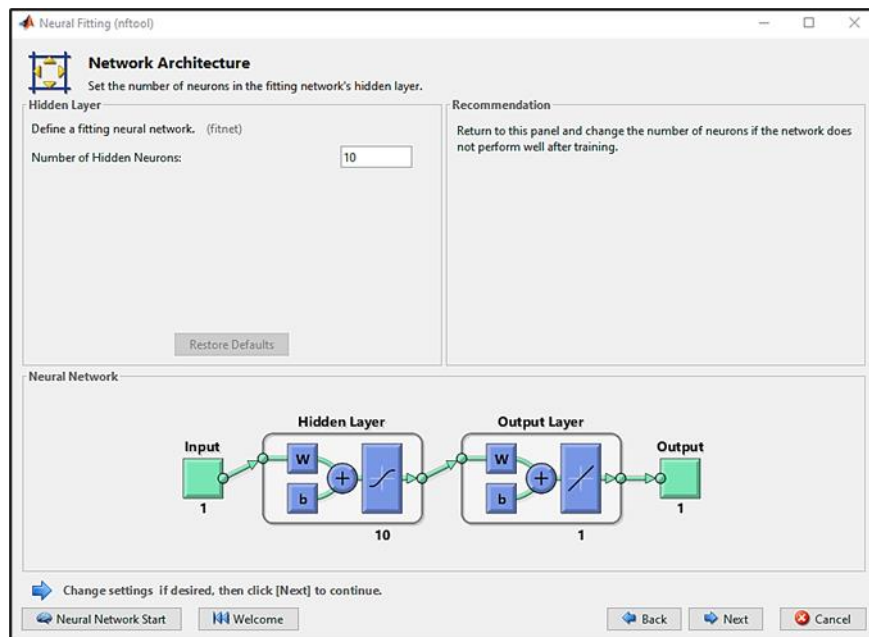 Neural Fitting (nftool)
Network Architecture
Set the number of neurons in the fitting network's hidden layer.
Hidden Layer
Define a fitting neural network. (fitnet)
Number of Hidden Neurons:
10
Restore Defaults
Recommendation
Return to this panel and change the number of neurons if the network does
not perform well after training.
Neural Network
Hidden Layer
Output Layer
Input
W
b
+
W
b
+
Output
1
10
1
1
Change settings if desired, then click [Next] to continue.
Neural Network Start
Welcome
Back
Next
Cancel